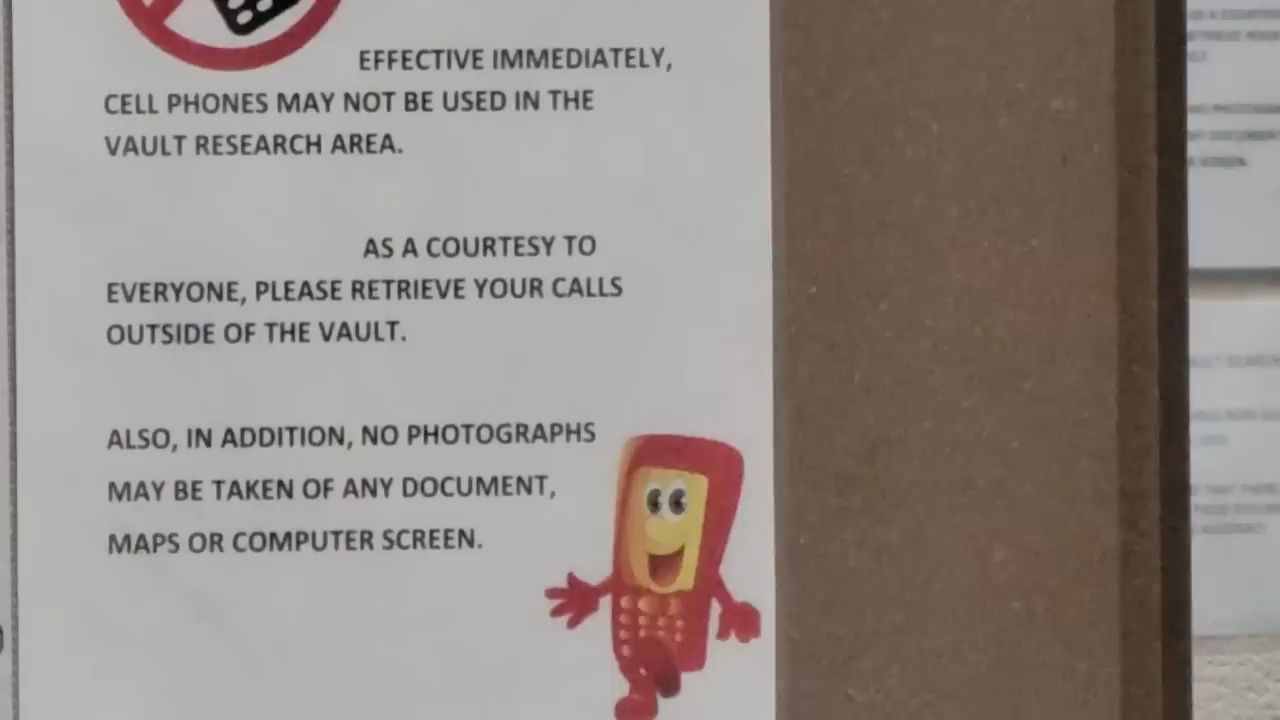 EFFECTIVE IMMEDIATELY,
CELL PHONES MAY NOT BE USED IN THE
VAULT RESEARCH AREA.
AS A COURTESY TO
EVERYONE, PLEASE RETRIEVE YOUR CALLS
OUTSIDE OF THE VAULT.
ALSO, IN ADDITION, NO PHOTOGRAPHS
MAY BE TAKEN OF ANY DOCUMENT,
MAPS OR COMPUTER SCREEN.